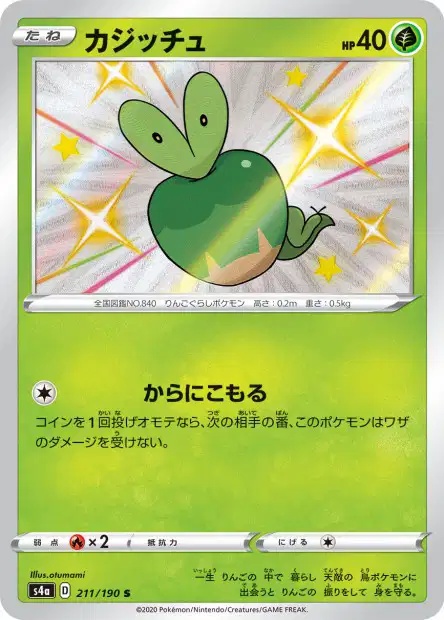 たね カジッチュ HP40
全国図鑑NO.840 りんごぐらしポケモン 高さ：0.2m 重さ：0.5kg
からにこもる
コインを1回投げオモテなら、次の相手の番、このポケモンはワザ
のダメージを受けない。
弱点 ×2 抵抗力 にげる
Illus.otumami
一生 りんごの 中で 暮らし 天敵の 鳥ポケモンに
出会うと りんごの 振りをして 身を守る。
s4a D 211/190 S
©2020 Pokémon/Nintendo/Creatures/GAME FREAK.